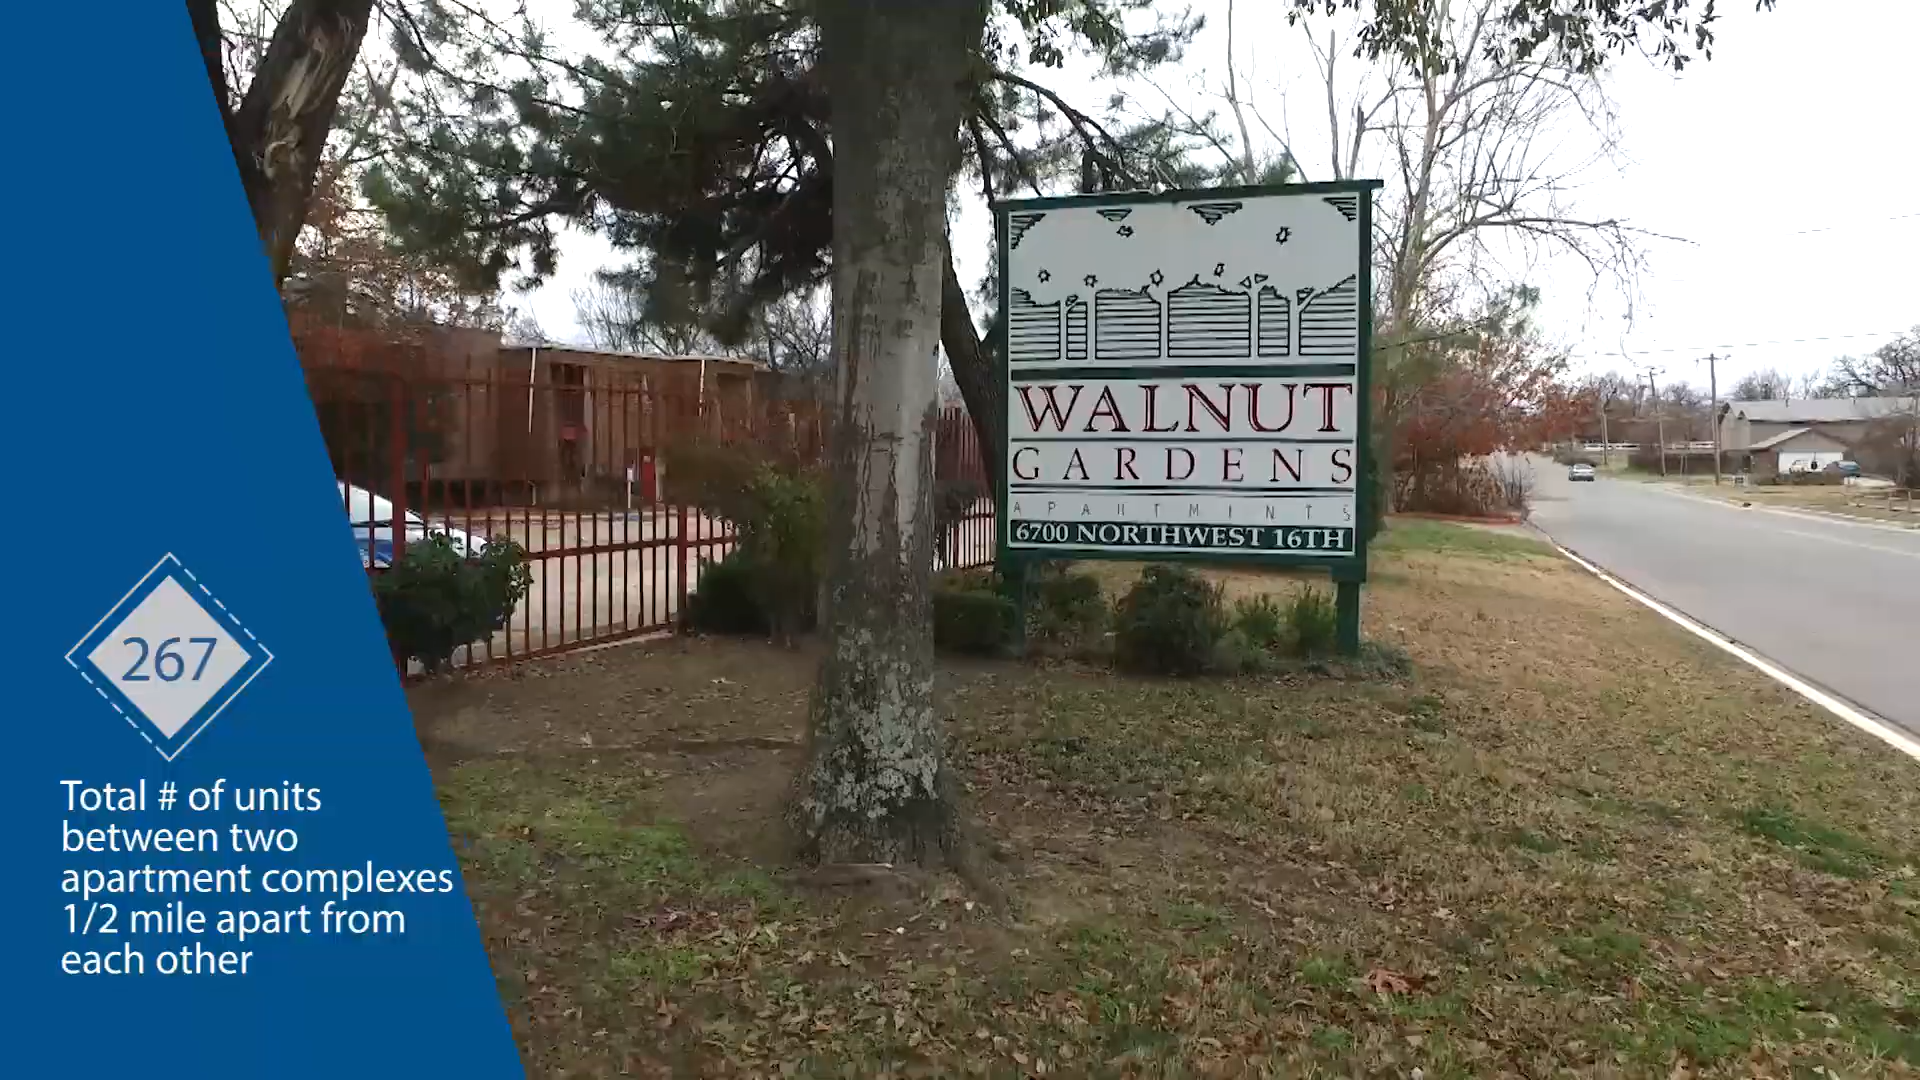 267
Total # of units
between two
apartment complexes
1/2 mile apart from
each other
WALNUT
GARDENS
APARTMENTS
6700 NORTHWEST 16TH